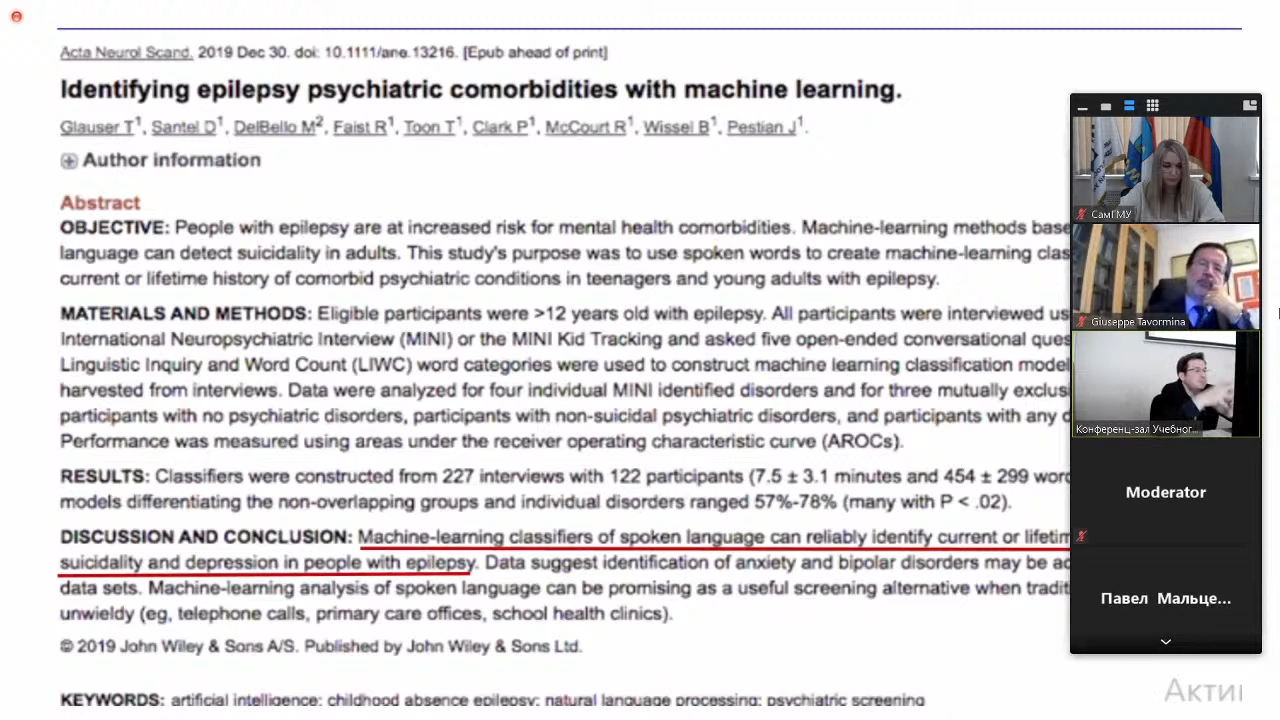 Acta Neurol Scand. 2019 Dec 30. doi: 10.1111/ane.13216. [Epub ahead of print]
Identifying epilepsy psychiatric comorbidities with machine learning.
Glauser T1, Santel D1, DelBello M2, Faist R1, Toon T1, Clark P1, McCourt R1, Wissel B1, Pestian J1.
Author information
Abstract
OBJECTIVE: People with epilepsy are at increased risk for mental health comorbidities. Machine-learning methods base
language can detect suicidality in adults. This study's purpose was to use spoken words to create machine-learning clas
current or lifetime history of comorbid psychiatric conditions in teenagers and young adults with epilepsy.
MATERIALS AND METHODS: Eligible participants were >12 years old with epilepsy. All participants were interviewed us
International Neuropsychiatric Interview (MINI) or the MINI Kid Tracking and asked five open-ended conversational ques
Linguistic Inquiry and Word Count (LIWC) word categories were used to construct machine learning classification model
harvested from interviews. Data were analyzed for four individual MINI identified disorders and for three mutually exclus
participants with no psychiatric disorders, participants with non-suicidal psychiatric disorders, and participants with any d
Performance was measured using areas under the receiver operating characteristic curve (AROCs).
RESULTS: Classifiers were constructed from 227 interviews with 122 participants (7.5 ± 3.1 minutes and 454 ± 299 word
models differentiating the non-overlapping groups and individual disorders ranged 57%-78% (many with P < .02).
DISCUSSION AND CONCLUSION: Machine-learning classifiers of spoken language can reliably identify current or lifetim
suicidality and depression in people with epilepsy. Data suggest identification of anxiety and bipolar disorders may be ad
data sets. Machine-learning analysis of spoken language can be promising as a useful screening alternative when tradit
unwieldy (eg, telephone calls, primary care offices, school health clinics).
© 2019 John Wiley & Sons A/S. Published by John Wiley & Sons Ltd.
KEYWORDS: artificial intelligence; childhood absence epilepsy; natural language processing; psychiatric screening
СамГМУ
Giuseppe Tavormina
Конференц-зал Учебног...
Moderator
Павел Мальце...
Акти